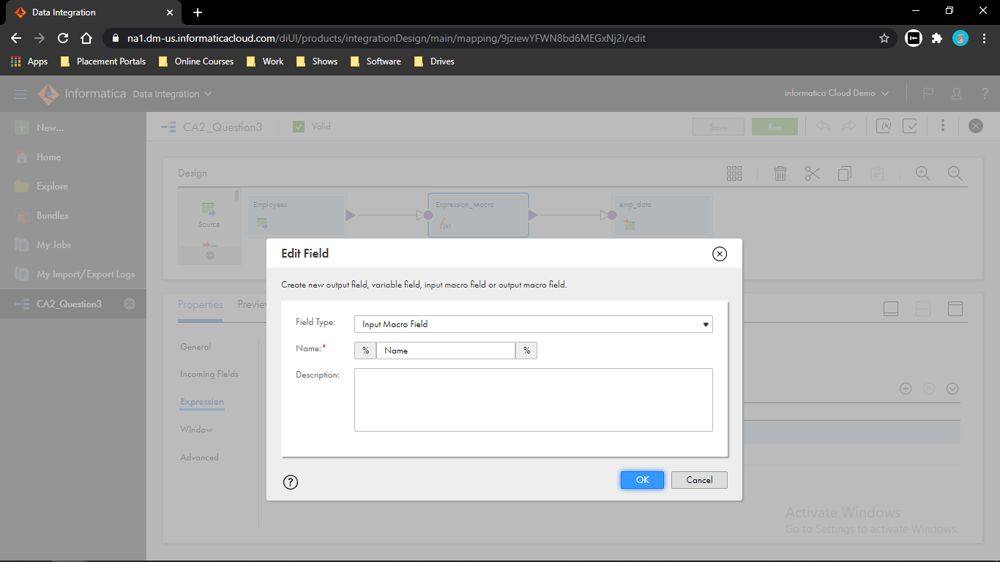 Data Integration
na1.dm-us.informaticacloud.com/diUI/products/integrationDesign/main/mapping/9jziewYFWN8bd6MEGxNj2i/edit
Apps Placement Portals Online Courses Work Shows Software Drives
Informatica Data Integration informatica Cloud Demo ?
New...
Home
Explore
Bundles
My Jobs
My Import/Export Logs
CA2_Question3
CA2_Question3 Valid Save Run
Design
Source
Employees
Expression_Macro
f(x)
emp_data
Properties Preview
General
Incoming Fields
Expression
Window
Advanced
Edit Field
Create new output field, variable field, input macro field or output macro field.
Field Type: Input Macro Field
Name:* % Name %
Description:
? OK Cancel
Activate Windows
Go to Settings to activate Windows.